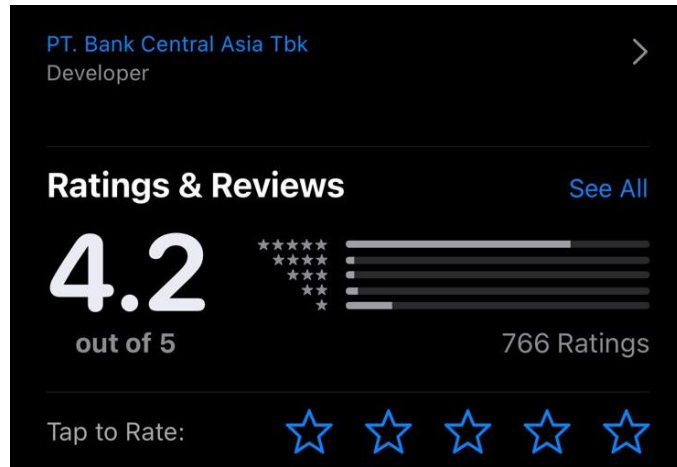 PT. Bank Central Asia Tbk
Developer
Ratings & Reviews
See All
4.2
out of 5
766 Ratings
Tap to Rate: